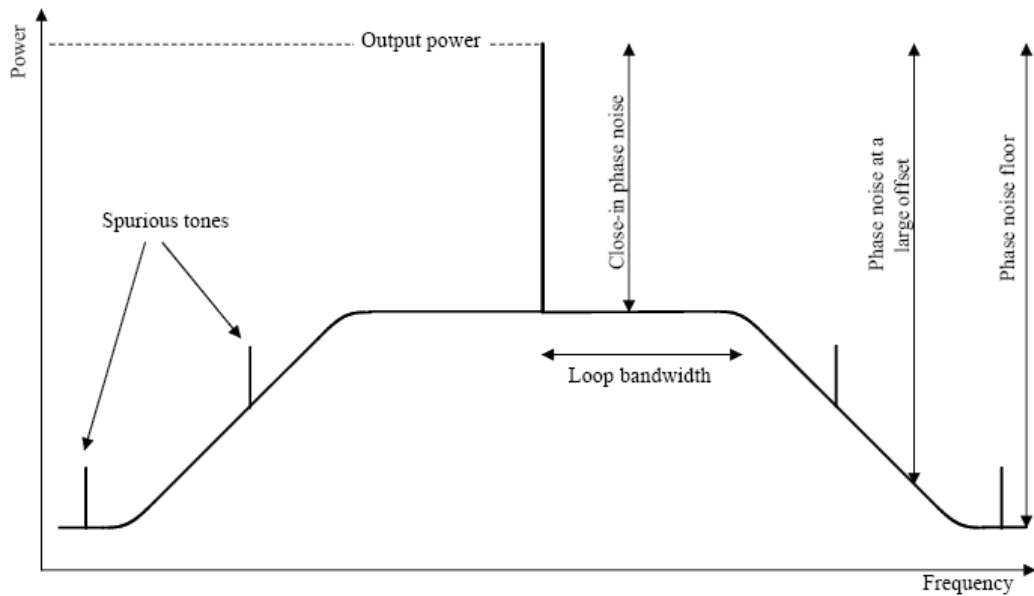 Power
Output power
Close-in phase noise
Phase noise at a
large offset
Phase noise floor
Spurious tones
Loop bandwidth
Frequency